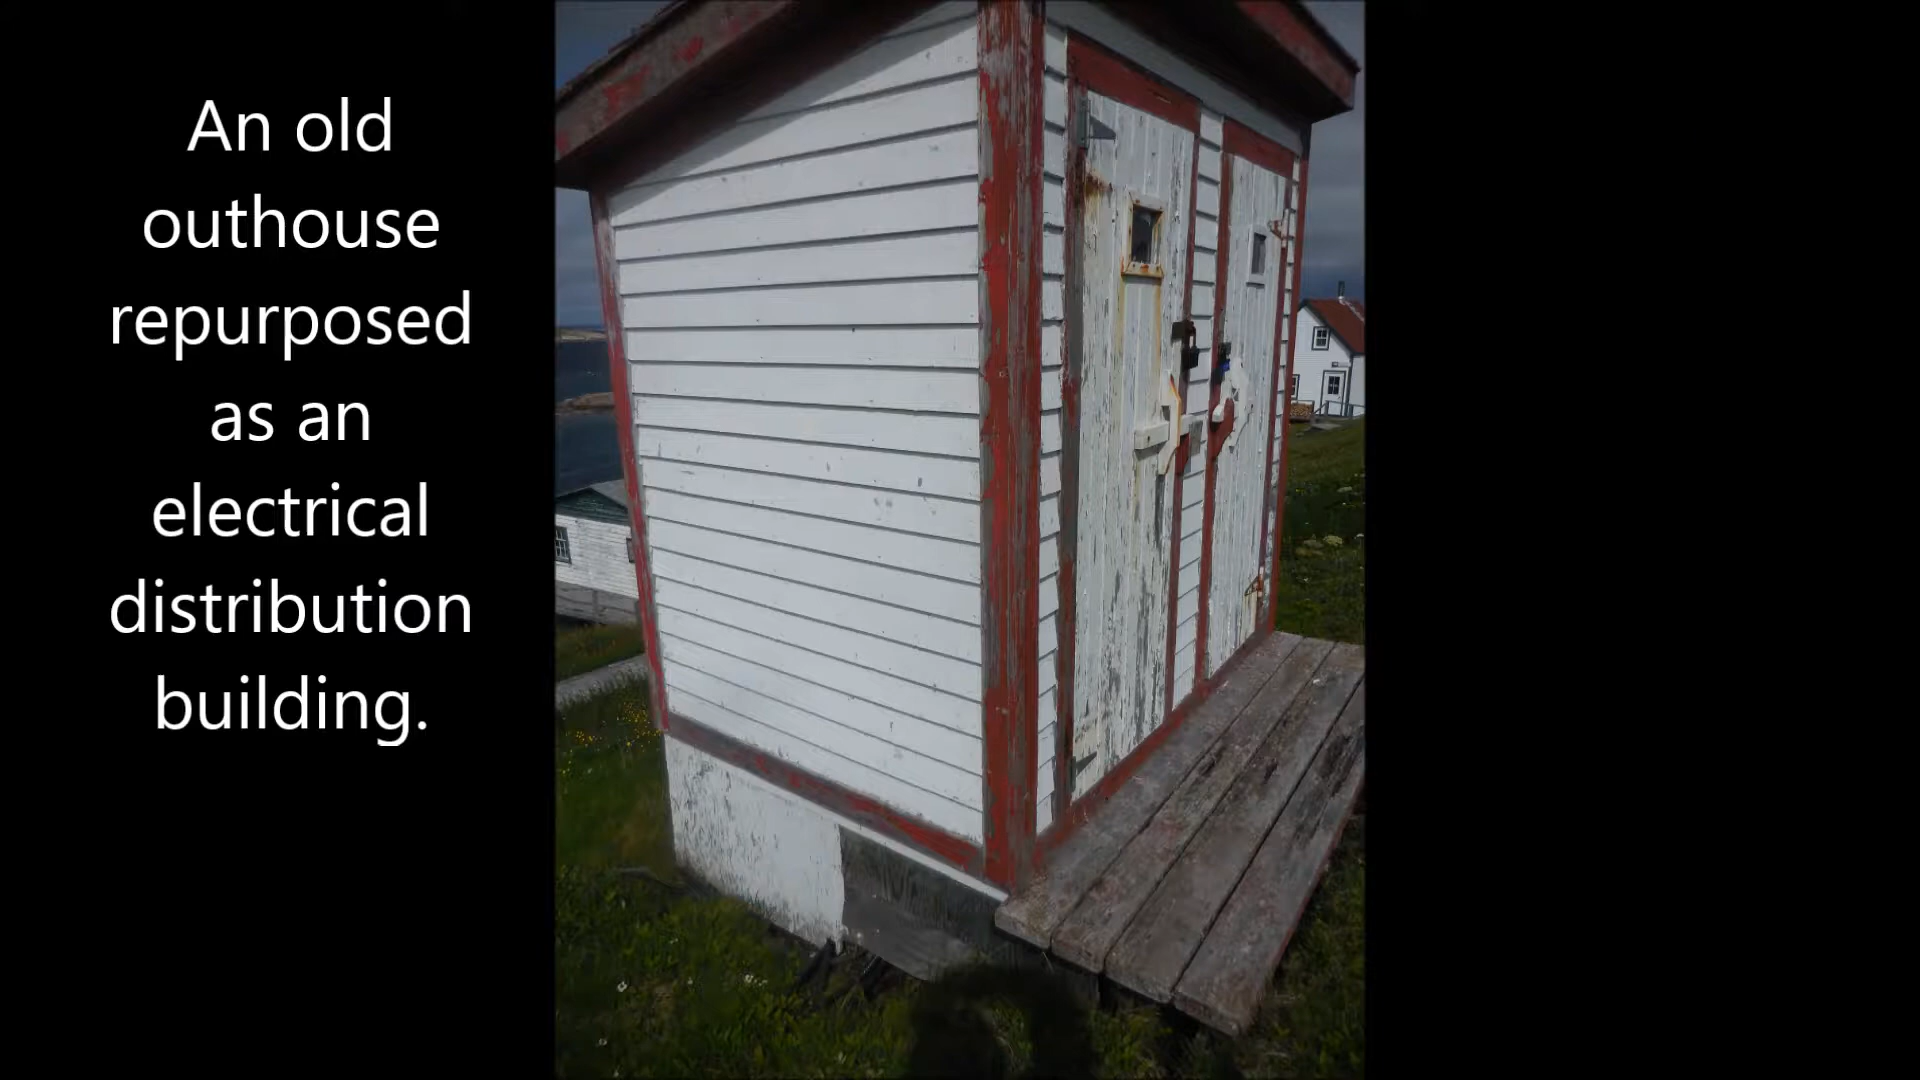 An old
outhouse
repurposed
as an
electrical
distribution
building.